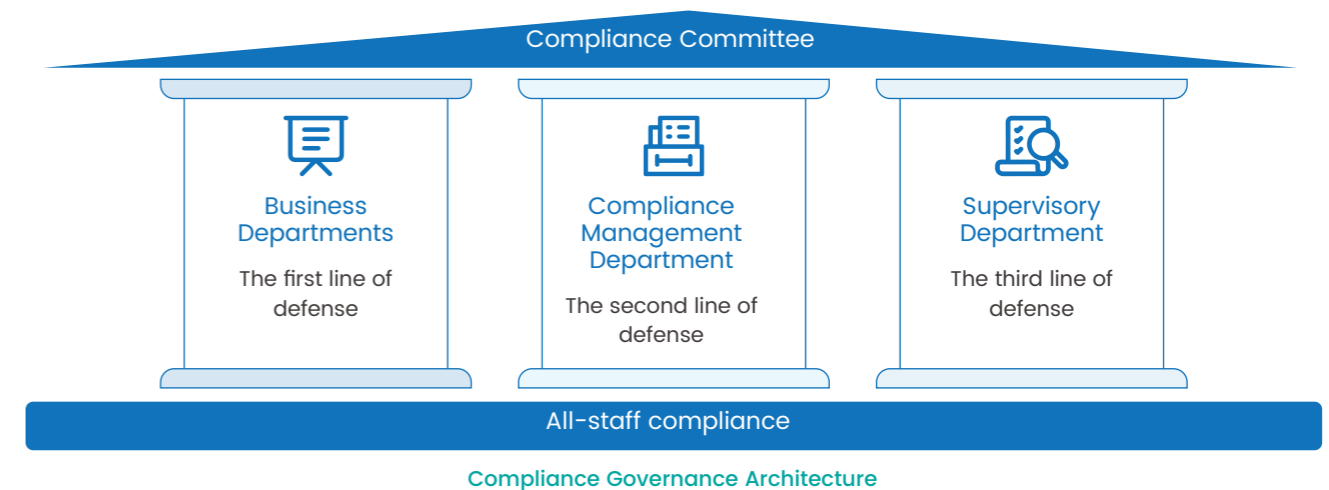 Compliance Committee
Business
Departments
The first line of
defense
Compliance
Management
Department
The second line of
defense
Supervisory
Department
The third line of
defense
All-staff compliance
Compliance Governance Architecture